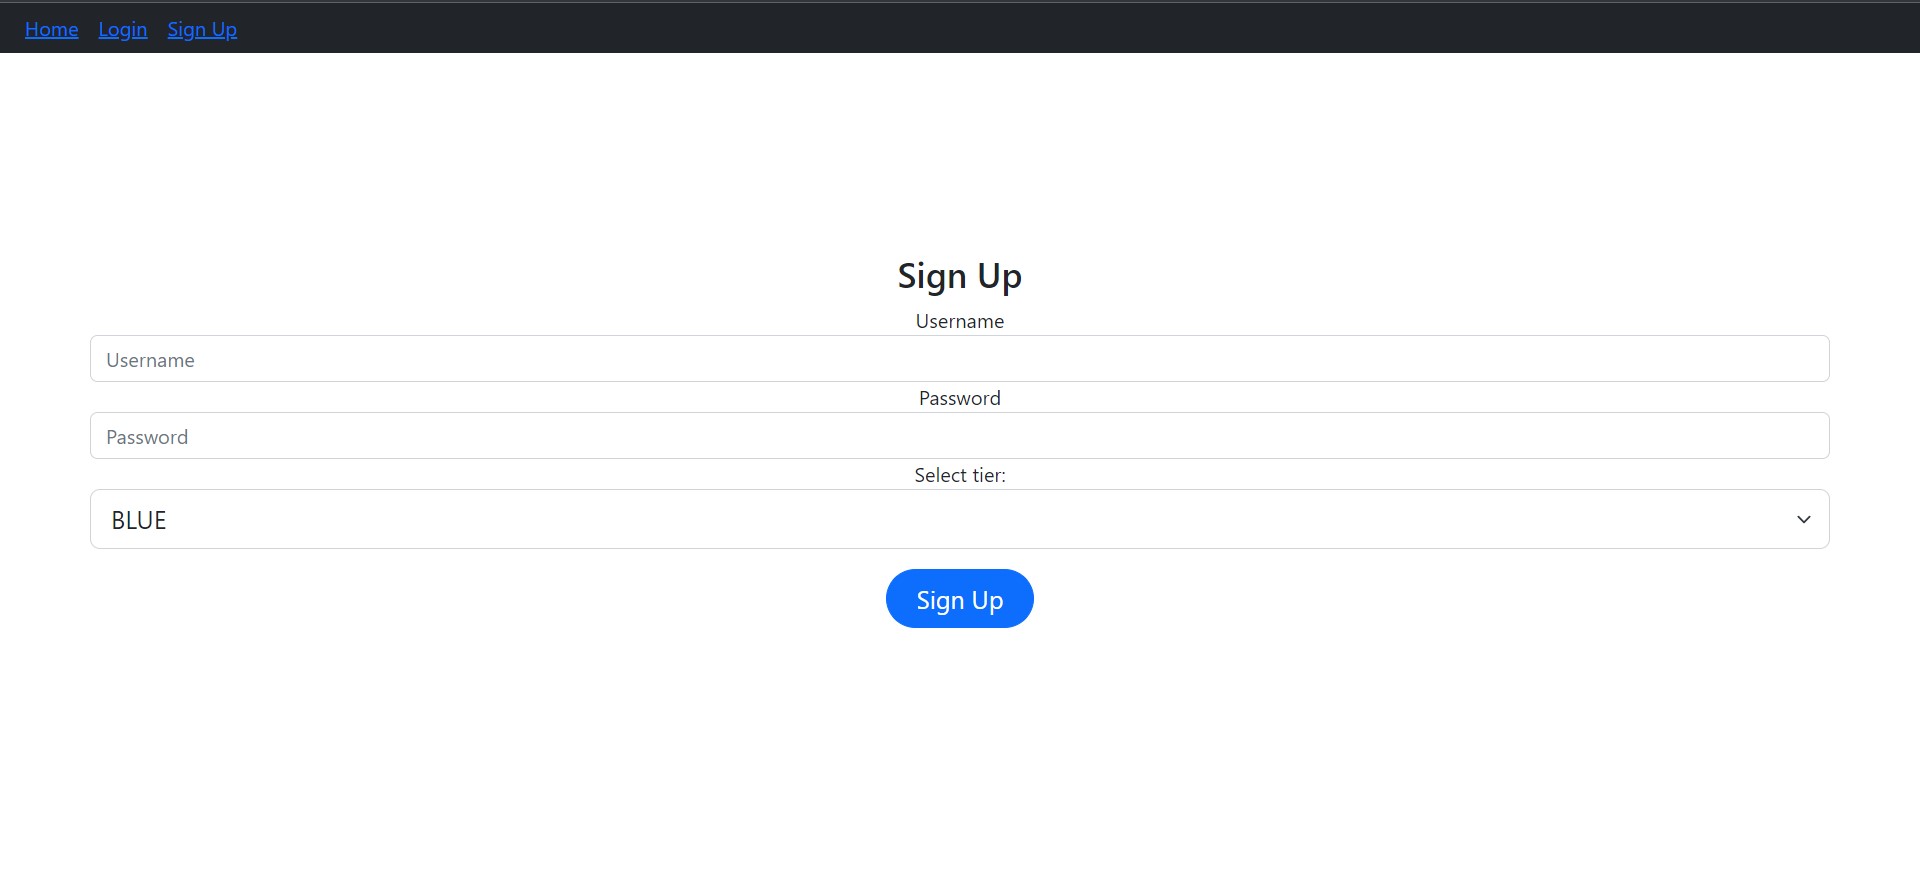 Home Login Sign Up
Sign Up
Username
Username
Password
Password
Select tier:
BLUE
Sign Up